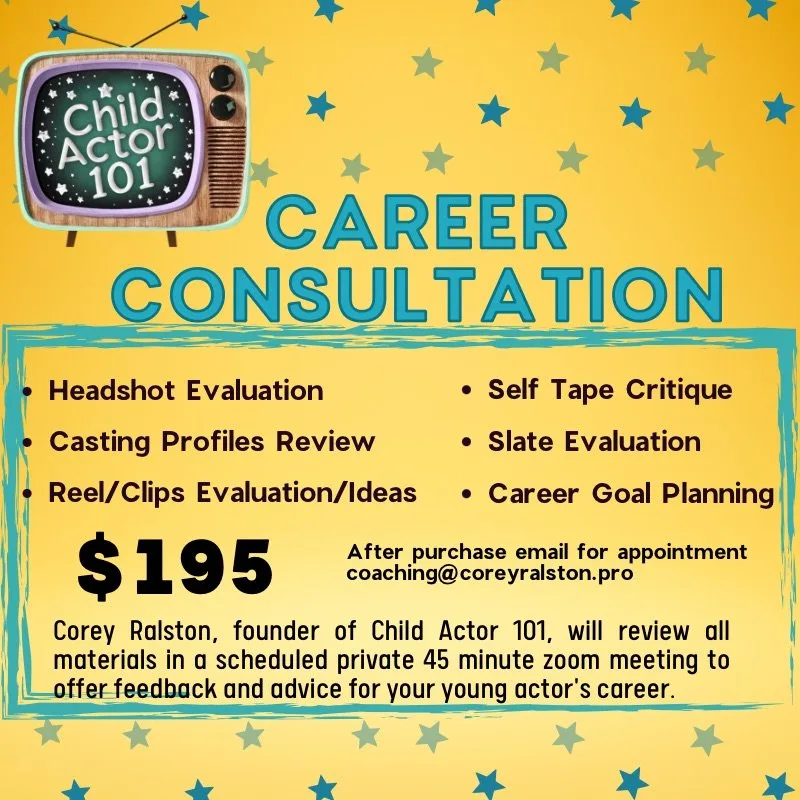 Child
Actor
101
CAREER
CONSULTATION
• Headshot Evaluation
• Casting Profiles Review
• Reel/Clips Evaluation/Ideas
• Self Tape Critique
• Slate Evaluation
• Career Goal Planning
$195
After purchase email for appointment
coaching@coreyralston.pro
Corey Ralston, founder of Child Actor 101, will review all
materials in a scheduled private 45 minute zoom meeting to
offer feedback and advice for your young actor's career.